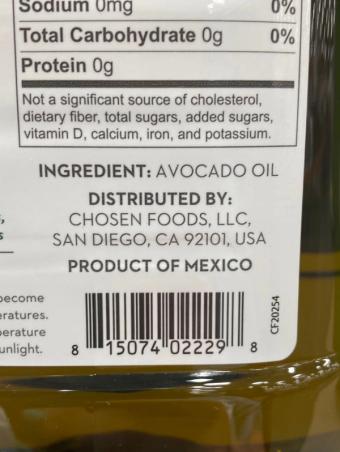 Sodium 0mg 0%
Total Carbohydrate 0g 0%
Protein 0g
Not a significant source of cholesterol,
dietary fiber, total sugars, added sugars,
vitamin D, calcium, iron, and potassium.
INGREDIENT: AVOCADO OIL
DISTRIBUTED BY:
CHOSEN FOODS, LLC,
SAN DIEGO, CA 92101, USA
PRODUCT OF MEXICO
become
eratures.
perature
unlight.
8 15074 02229 8
CF20254